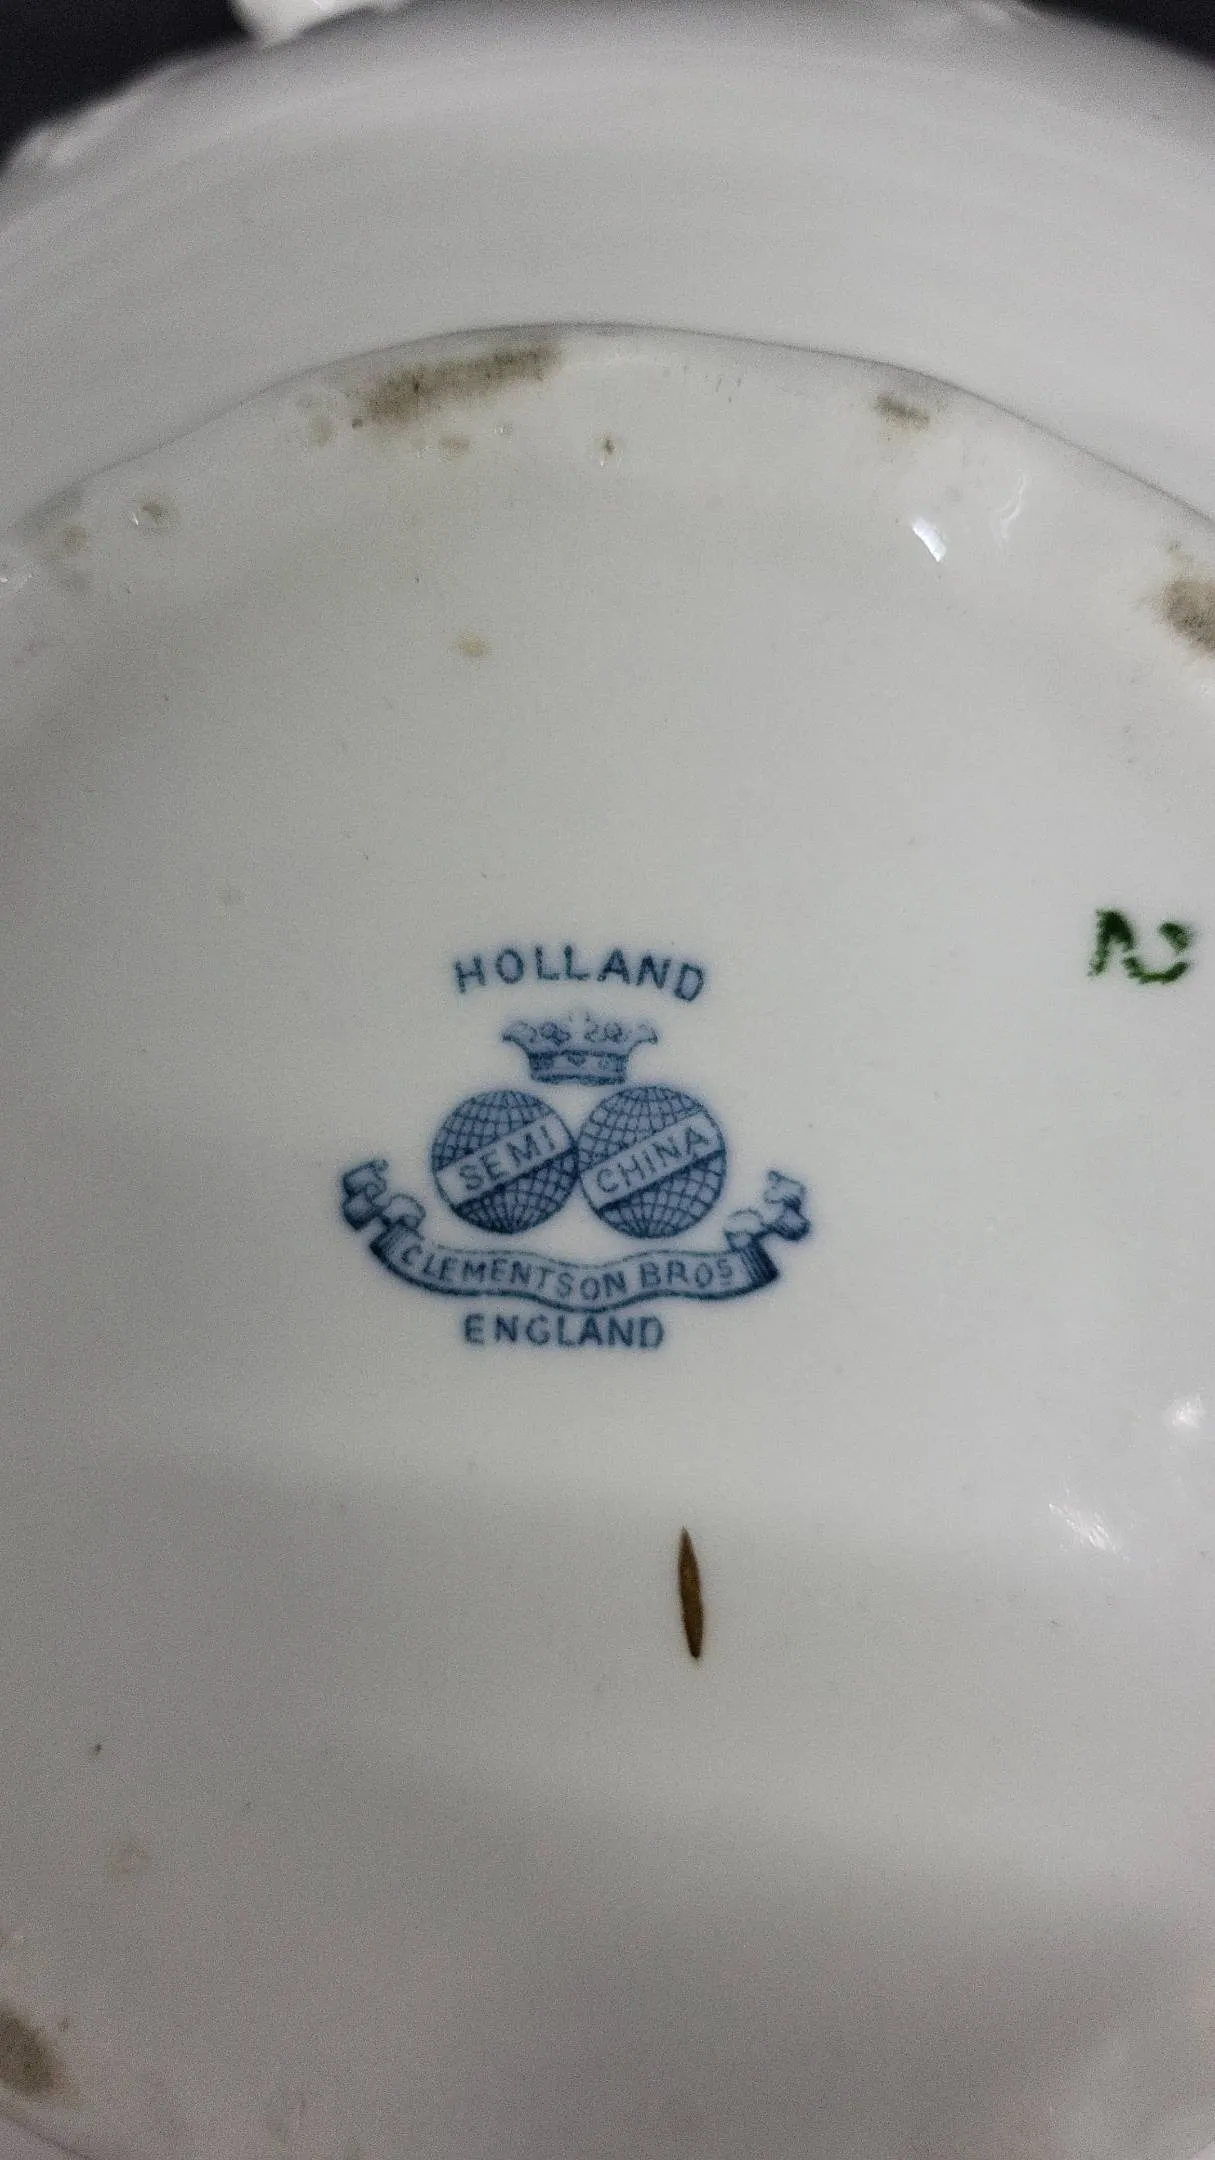 HOLLAND
SEMI CHINA
CLEMENTSON BROS
ENGLAND